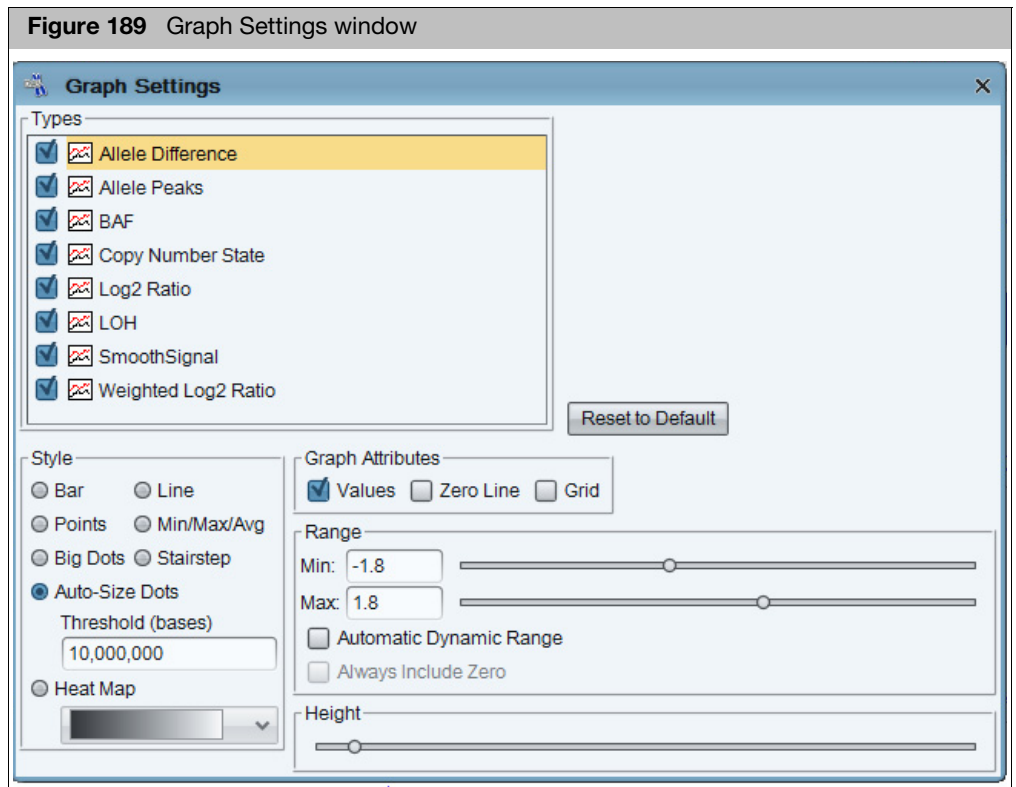 Figure 189 Graph Settings window
Graph Settings
Types
Allele Difference
Allele Peaks
BAF
Copy Number State
Log2 Ratio
LOH
SmoothSignal
Weighted Log2 Ratio
Reset to Default
Style
Bar Line
Points Min/Max/Avg
Big Dots Stairstep
Auto-Size Dots
Threshold (bases)
10,000,000
Heat Map
Graph Attributes
Values Zero Line Grid
Range
Min: -1.8
Max: 1.8
Automatic Dynamic Range
Always Include Zero
Height